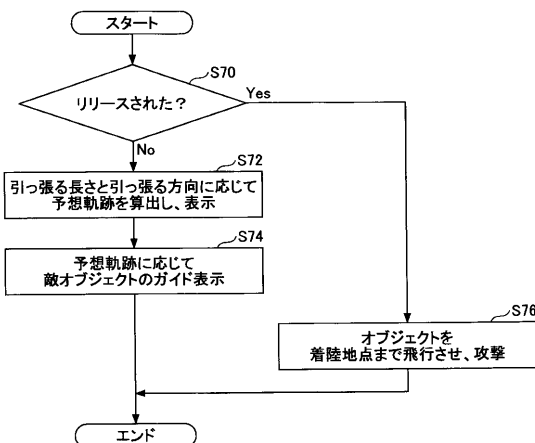 スタート
S70
リリースされた？
Yes
No
S72
引っ張る長さと引っ張る方向に応じて
予想軌跡を算出し、表示
S74
予想軌跡に応じて
敵オブジェクトのガイド表示
S76
オブジェクトを
着陸地点まで飛行させ、攻撃
エンド